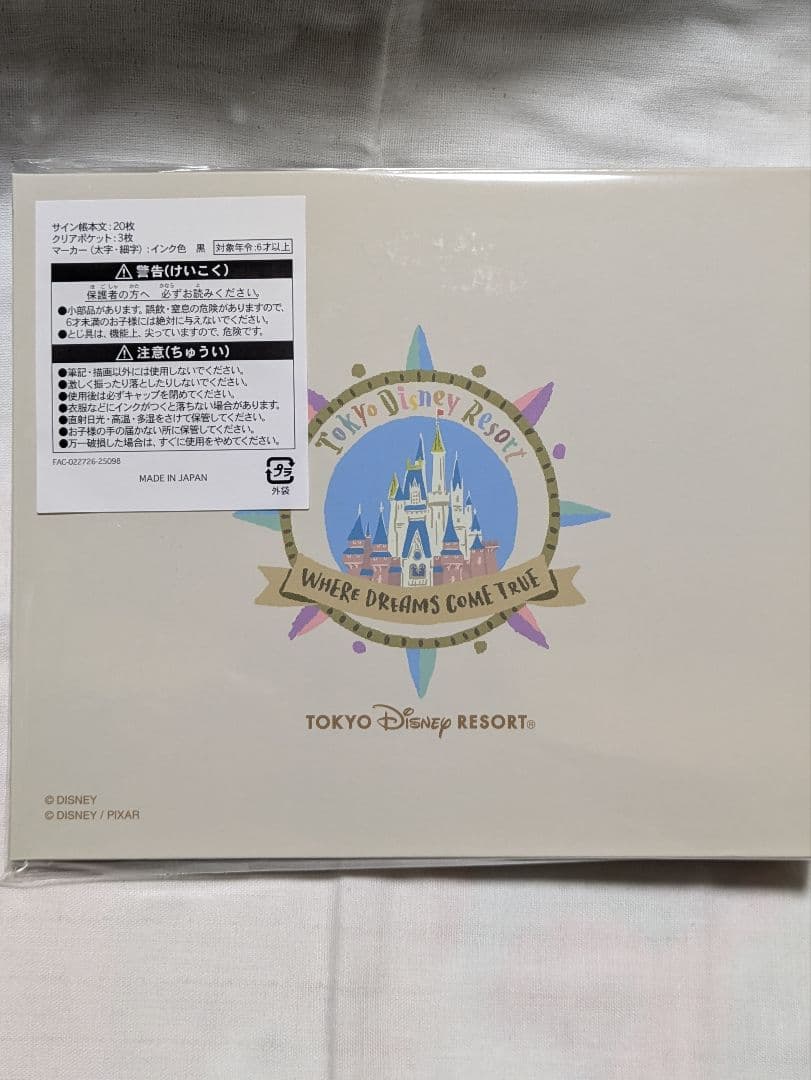 サイン帳本文:20枚
クリアポケット:3枚
マーカー(太字・細字):インク色 黒 対象年令:6才以上
⚠警告(けいこく)
ほごしゃ かた かなら よ
保護者の方へ 必ずお読みください。
●小部品があります。誤飲・窒息の危険がありますので、
6才未満のお子様には絶対に与えないでください。
●とじ具は、機能上、尖っていますので、危険です。
⚠注意(ちゅうい)
●筆記・描画以外には使用しないでください。
●激しく振ったり落としたりしないでください。
●使用後は必ずキャップを閉めてください。
●衣服などにインクがつくと落ちない場合があります。
●直射日光・高温・多湿をさけて保管してください。
●お子様の手の届かない所に保管してください。
●万一破損した場合は、すぐに使用をやめてください。
FAC-022726-25098
MADE IN JAPAN
プラ
外袋
Tokyo Disney Resort
WHERE DREAMS COME TRUE
TOKYO Disney RESORT®
© DISNEY
© DISNEY / PIXAR